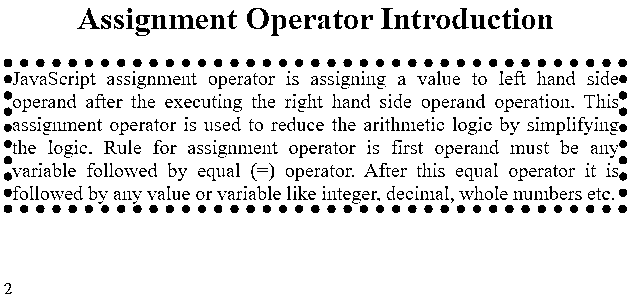 Assignment Operator Introduction
JavaScript assignment operator is assigning a value to left hand side
operand after the executing the right hand side operand operation. This
assignment operator is used to reduce the arithmetic logic by simplifying
the logic. Rule for assignment operator is first operand must be any
variable followed by equal (=) operator. After this equal operator it is
followed by any value or variable like integer, decimal, whole numbers etc.
2